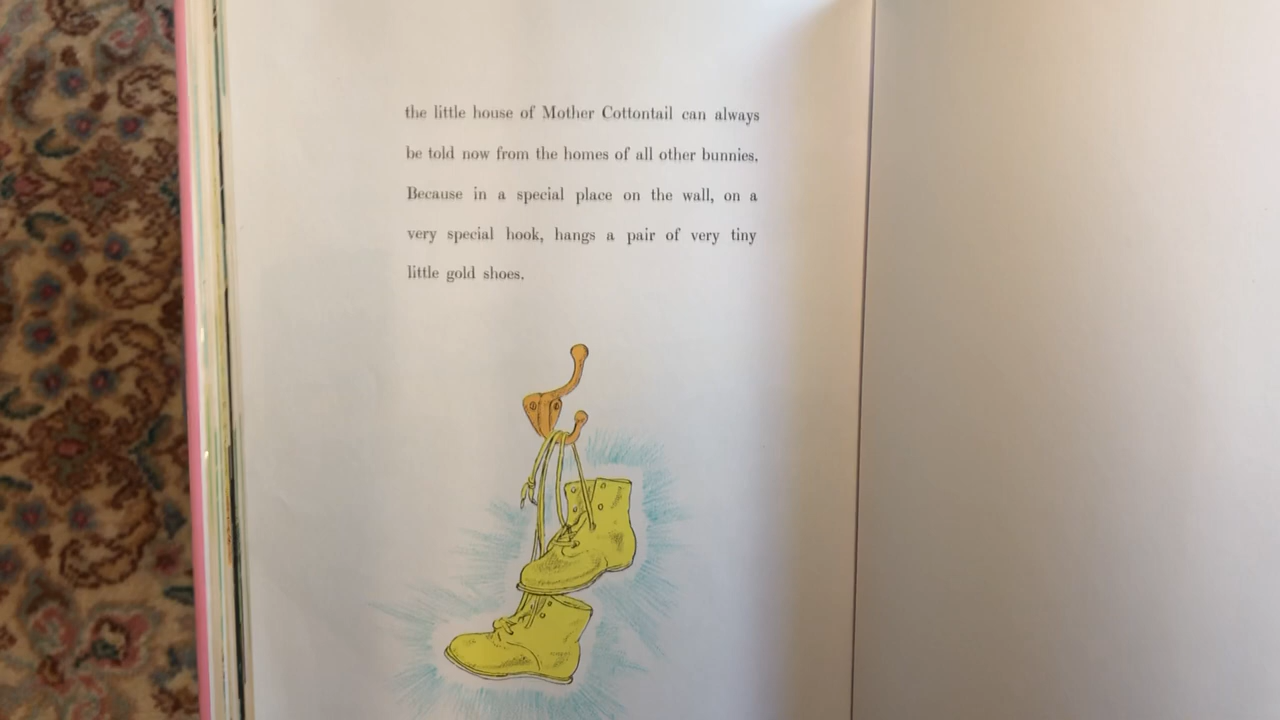 the little house of Mother Cottontail can always
be told now from the homes of all other bunnies.
Because in a special place on the wall, on a
very special hook, hangs a pair of very tiny
little gold shoes.